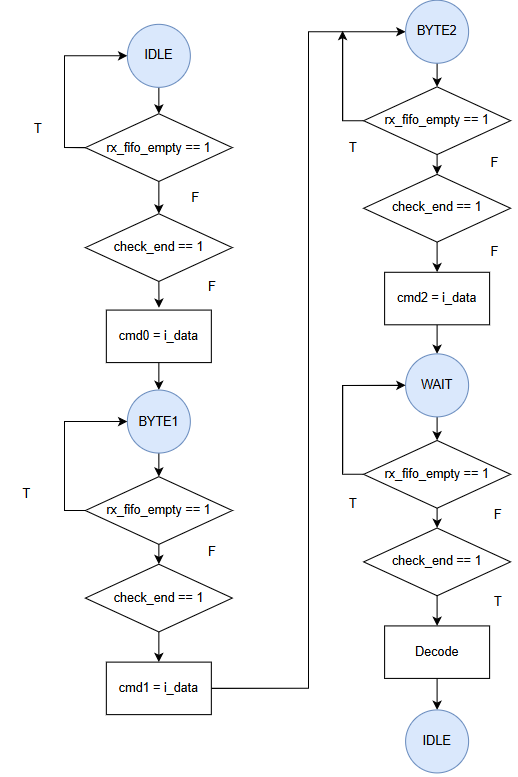 IDLE
T
rx_fifo_empty == 1
F
check_end == 1
F
cmd0 = i_data
BYTE1
T
rx_fifo_empty == 1
F
check_end == 1
cmd1 = i_data
BYTE2
rx_fifo_empty == 1
T
F
check_end == 1
F
cmd2 = i_data
WAIT
rx_fifo_empty == 1
T
F
check_end == 1
T
Decode
IDLE